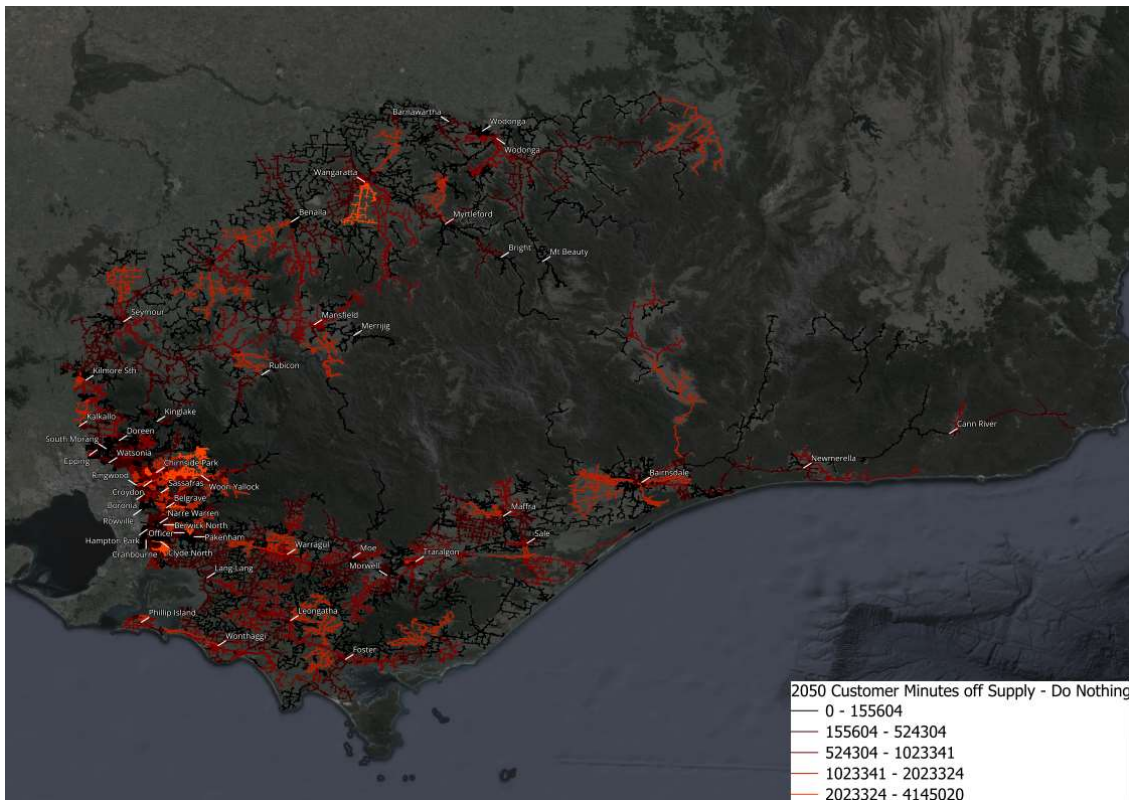 Barnawartha
Wodonga
Wodonga
Wangaratta
Benalla
Myrtleford
Bright
Mt Beauty
Seymour
Mansfield
Merrijig
Rubicon
Kilmore Sth
Kinglake
Kalkallo
Doreen
South Morang
Watsonia
Epping
Chirnside Park
Ringwood
Woori Yallock
Sassafras
Croydon
Belgrave
Boronia
Narre Warren
Rowville
Berwick North
Officer
Pakenham
Hampton Park
Cranbourne
Clyde North
Lang Lang
Warragul
Moe
Morwell
Traralgon
Maffra
Sale
Bairnsdale
Newmerella
Cann River
Phillip Island
Leongatha
Wonthaggi
Foster
2050 Customer Minutes off Supply - Do Nothing
0 - 155604
155604 - 524304
524304 - 1023341
1023341 - 2023324
2023324 - 4145020